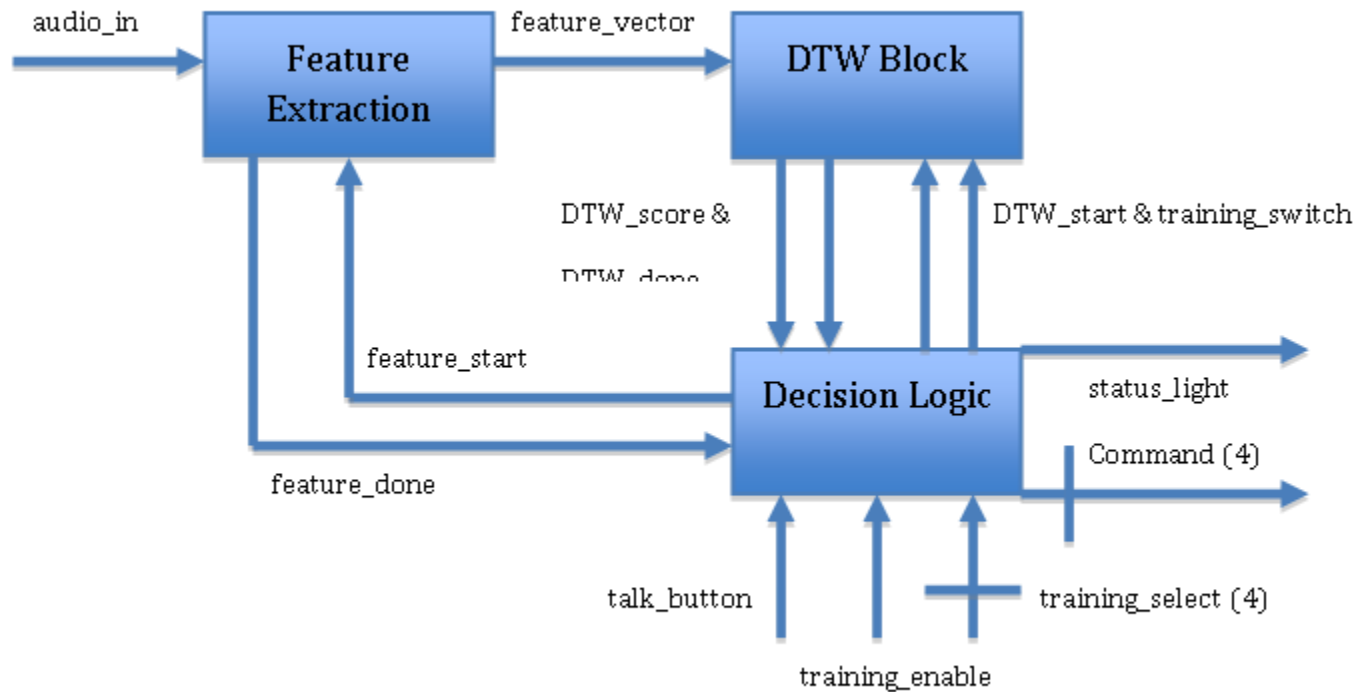 audio_in
feature_vector
Feature
Extraction
DTW Block
DTW_score &
DTW_done
DTW_start & training_switch
feature_start
Decision Logic
status_light
Command (4)
feature_done
talk_button
training_select (4)
training_enable